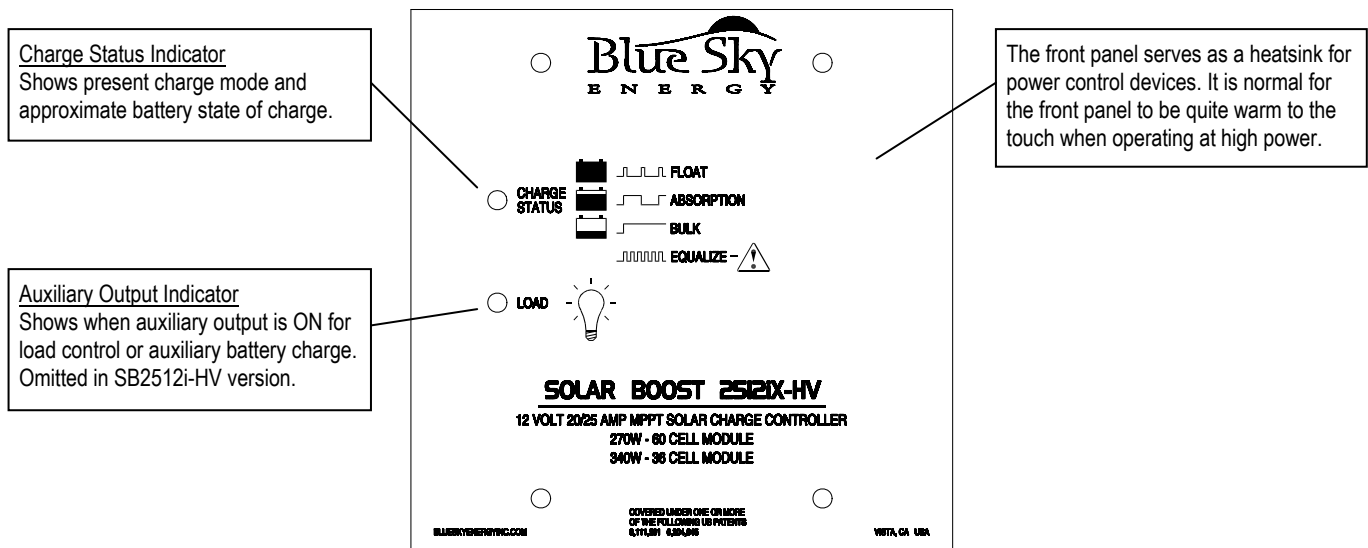 Charge Status Indicator
Shows present charge mode and
approximate battery state of charge.
Auxiliary Output Indicator
Shows when auxiliary output is ON for
load control or auxiliary battery charge.
Omitted in SB2512i-HV version.
Blue Sky
ENERGY
CHARGE
STATUS
FLOAT
ABSORPTION
BULK
EQUALIZE
LOAD
SOLAR BOOST 2512iX-HV
12 VOLT 20/25 AMP MPPT SOLAR CHARGE CONTROLLER
270W - 60 CELL MODULE
340W - 36 CELL MODULE
COVERED UNDER ONE OR MORE
OF THE FOLLOWING US PATENTS
BLUESKYENERGYINC.COM
VISTA, CA USA
The front panel serves as a heatsink for
power control devices. It is normal for
the front panel to be quite warm to the
touch when operating at high power.